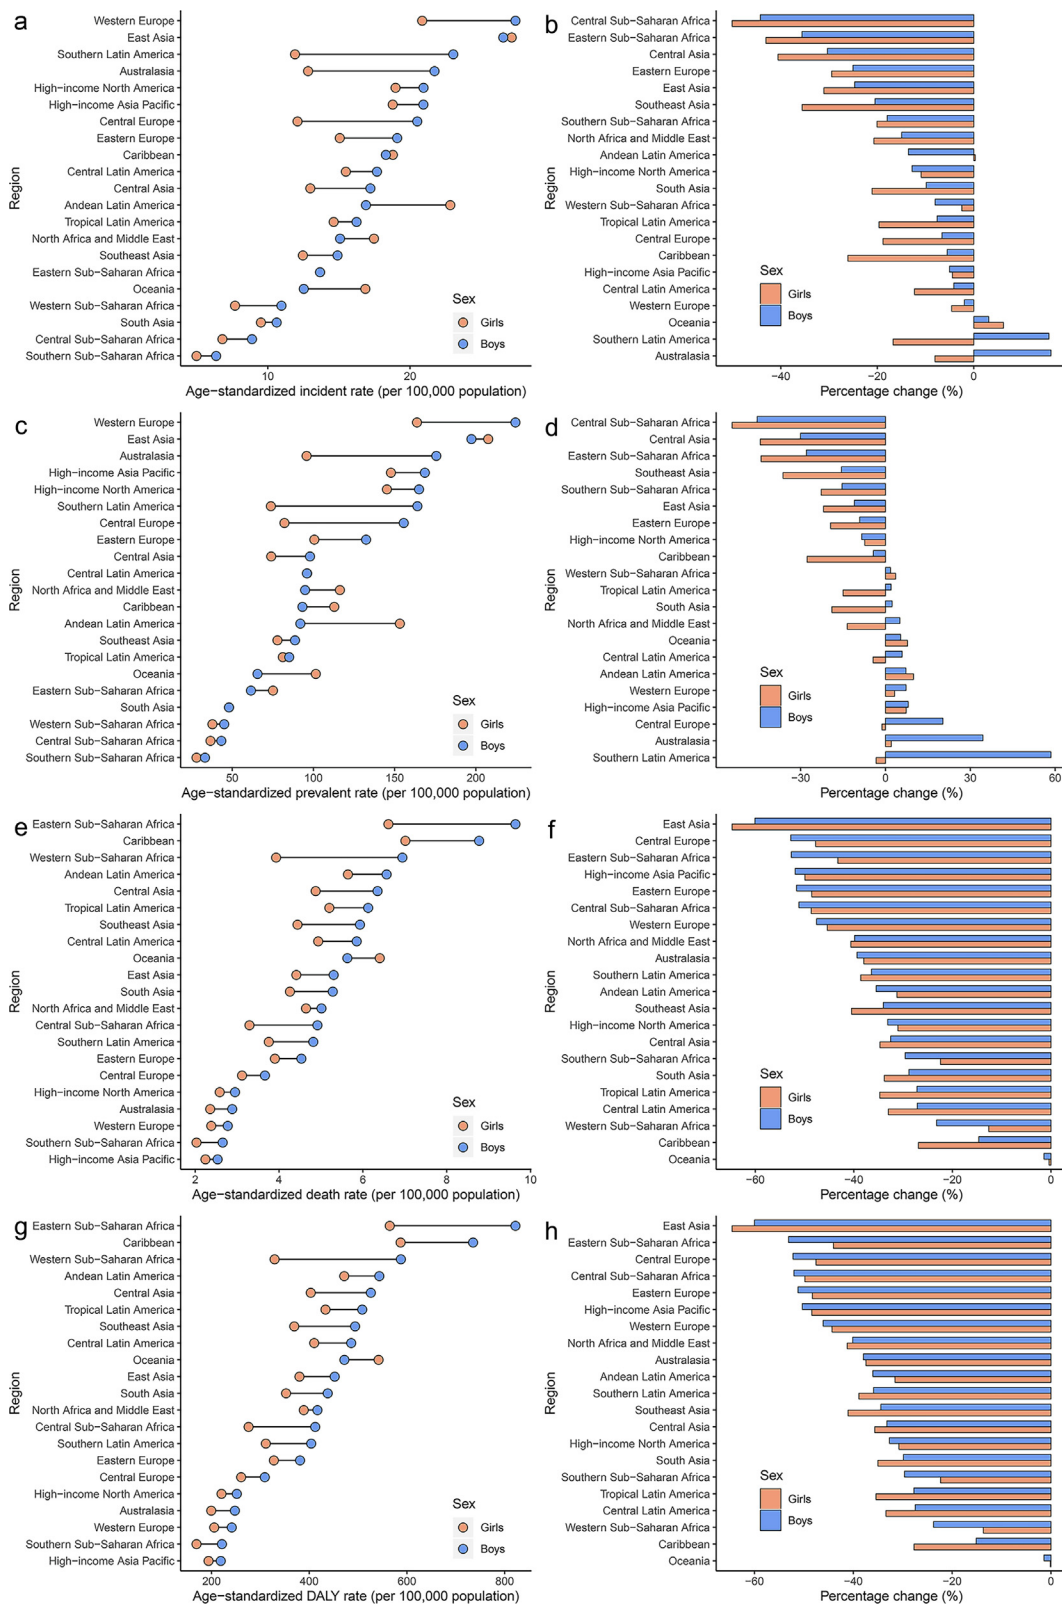 a
Western Europe
East Asia
Southern Latin America
Australasia
High−income North America
High−income Asia Pacific
Central Europe
Eastern Europe
Caribbean
Central Latin America
Central Asia
Andean Latin America
Tropical Latin America
North Africa and Middle East
Southeast Asia
Eastern Sub−Saharan Africa
Oceania
Western Sub−Saharan Africa
South Asia
Central Sub−Saharan Africa
Southern Sub−Saharan Africa
Region
Sex
Girls
Boys
10 20
Age−standardized incident rate (per 100,000 population)
b
Central Sub−Saharan Africa
Eastern Sub−Saharan Africa
Central Asia
Eastern Europe
East Asia
Southeast Asia
Southern Sub−Saharan Africa
North Africa and Middle East
Andean Latin America
High−income North America
South Asia
Western Sub−Saharan Africa
Tropical Latin America
Central Europe
Caribbean
High−income Asia Pacific
Central Latin America
Western Europe
Oceania
Southern Latin America
Australasia
Region
Sex
Girls
Boys
−40 −20 0
Percentage change (%)
c
Western Europe
East Asia
Australasia
High−income Asia Pacific
High−income North America
Southern Latin America
Central Europe
Eastern Europe
Central Asia
Central Latin America
North Africa and Middle East
Caribbean
Andean Latin America
Southeast Asia
Tropical Latin America
Oceania
Eastern Sub−Saharan Africa
South Asia
Western Sub−Saharan Africa
Central Sub−Saharan Africa
Southern Sub−Saharan Africa
Region
Sex
Girls
Boys
50 100 150 200
Age−standardized prevalent rate (per 100,000 population)
d
Central Sub−Saharan Africa
Central Asia
Eastern Sub−Saharan Africa
Southeast Asia
Southern Sub−Saharan Africa
East Asia
Eastern Europe
High−income North America
Caribbean
Western Sub−Saharan Africa
Tropical Latin America
South Asia
North Africa and Middle East
Oceania
Central Latin America
Andean Latin America
Western Europe
High−income Asia Pacific
Central Europe
Australasia
Southern Latin America
Region
Sex
Girls
Boys
−30 0 30 60
Percentage change (%)
e
Eastern Sub−Saharan Africa
Caribbean
Western Sub−Saharan Africa
Andean Latin America
Central Asia
Tropical Latin America
Southeast Asia
Central Latin America
Oceania
East Asia
South Asia
North Africa and Middle East
Central Sub−Saharan Africa
Southern Latin America
Eastern Europe
Central Europe
High−income North America
Australasia
Western Europe
Southern Sub−Saharan Africa
High−income Asia Pacific
Region
Sex
Girls
Boys
2 4 6 8 10
Age−standardized death rate (per 100,000 population)
f
East Asia
Central Europe
Eastern Sub−Saharan Africa
High−income Asia Pacific
Eastern Europe
Central Sub−Saharan Africa
Western Europe
North Africa and Middle East
Australasia
Southern Latin America
Andean Latin America
Southeast Asia
High−income North America
Central Asia
Southern Sub−Saharan Africa
South Asia
Tropical Latin America
Central Latin America
Western Sub−Saharan Africa
Caribbean
Oceania
Region
Sex
Girls
Boys
−60 −40 −20 0
Percentage change (%)
g
Eastern Sub−Saharan Africa
Caribbean
Western Sub−Saharan Africa
Andean Latin America
Central Asia
Tropical Latin America
Southeast Asia
Central Latin America
Oceania
East Asia
South Asia
North Africa and Middle East
Central Sub−Saharan Africa
Southern Latin America
Eastern Europe
Central Europe
High−income North America
Australasia
Western Europe
Southern Sub−Saharan Africa
High−income Asia Pacific
Region
Sex
Girls
Boys
200 400 600 800
Age−standardized DALY rate (per 100,000 population)
h
East Asia
Eastern Sub−Saharan Africa
Central Europe
Central Sub−Saharan Africa
Eastern Europe
High−income Asia Pacific
Western Europe
North Africa and Middle East
Australasia
Andean Latin America
Southern Latin America
Southeast Asia
Central Asia
High−income North America
South Asia
Southern Sub−Saharan Africa
Tropical Latin America
Central Latin America
Western Sub−Saharan Africa
Caribbean
Oceania
Region
Sex
Girls
Boys
−60 −40 −20 0
Percentage change (%)